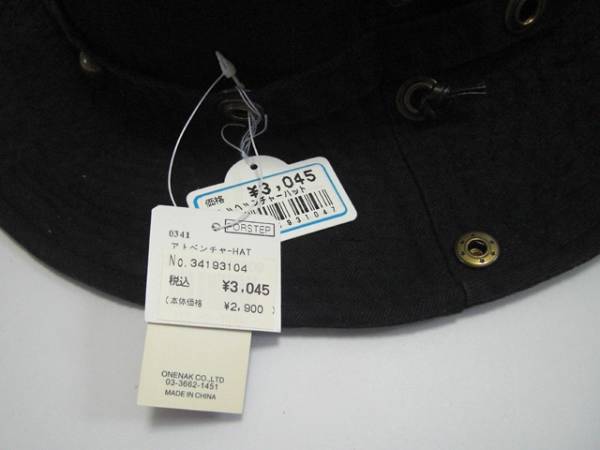 価格 ¥3,045
ベンチャーハット
931047
FORSTEP
0341
アドベンチャ-HAT
No.34193104
税込 ¥3,045
(本体価格 ¥2,900 )
ONENAK CO.,LTD
03-3662-1451
MADE IN CHINA